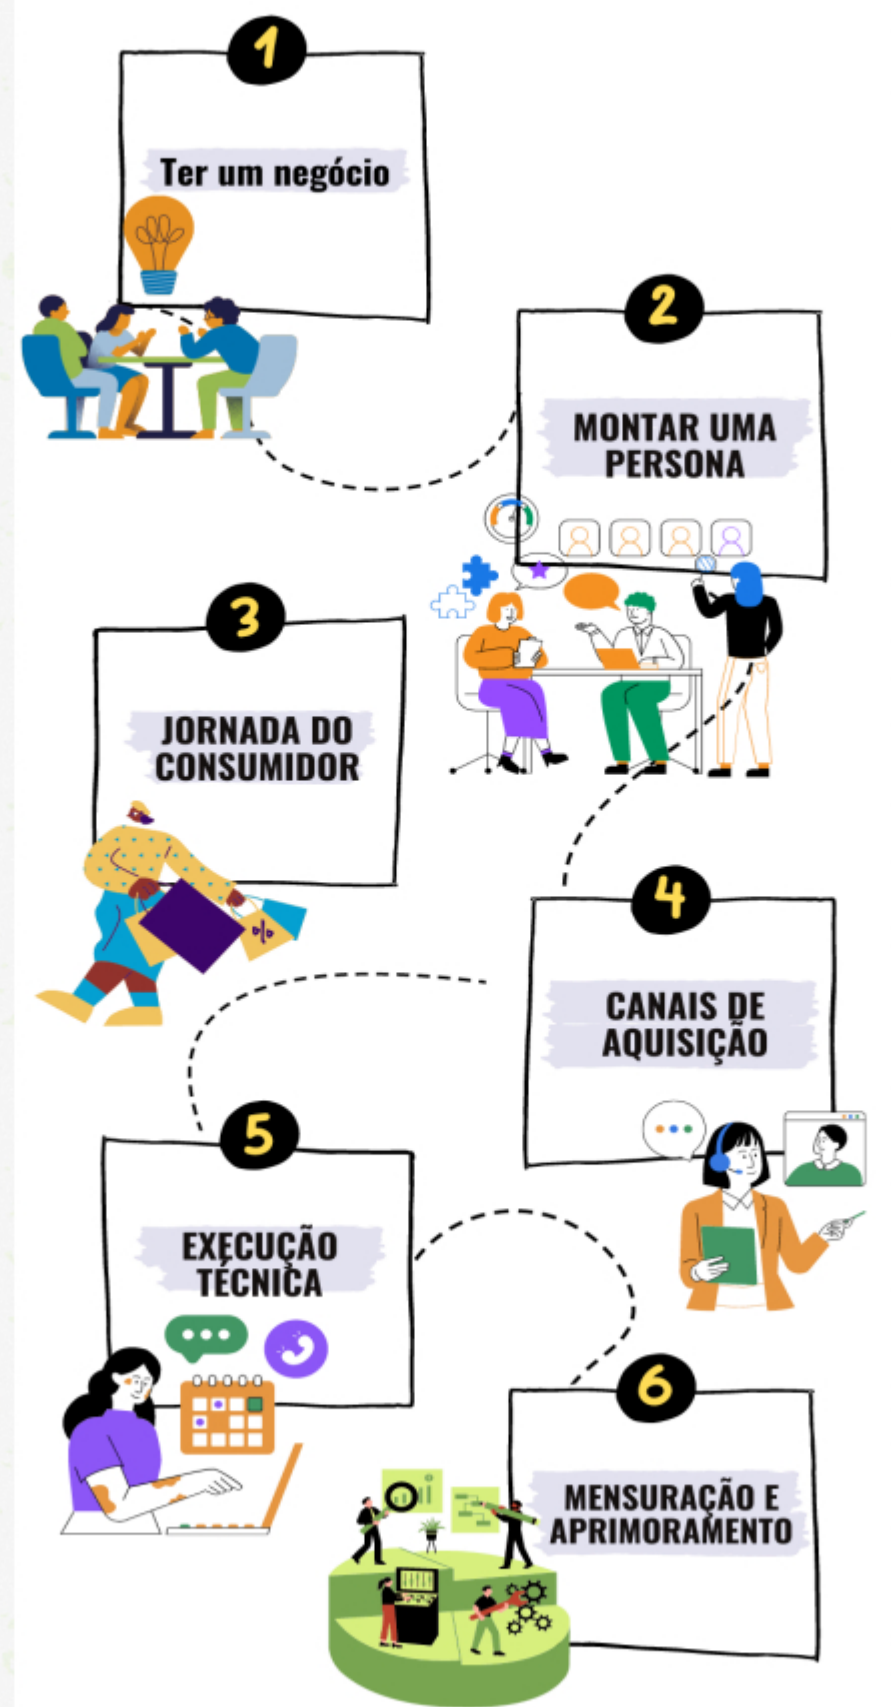 1
Ter um negócio
2
MONTAR UMA
PERSONA
3
JORNADA DO
CONSUMIDOR
%
4
CANAIS DE
AQUISIÇÃO
5
EXECUÇÃO
TÉCNICA
6
MENSURAÇÃO E
APRIMORAMENTO